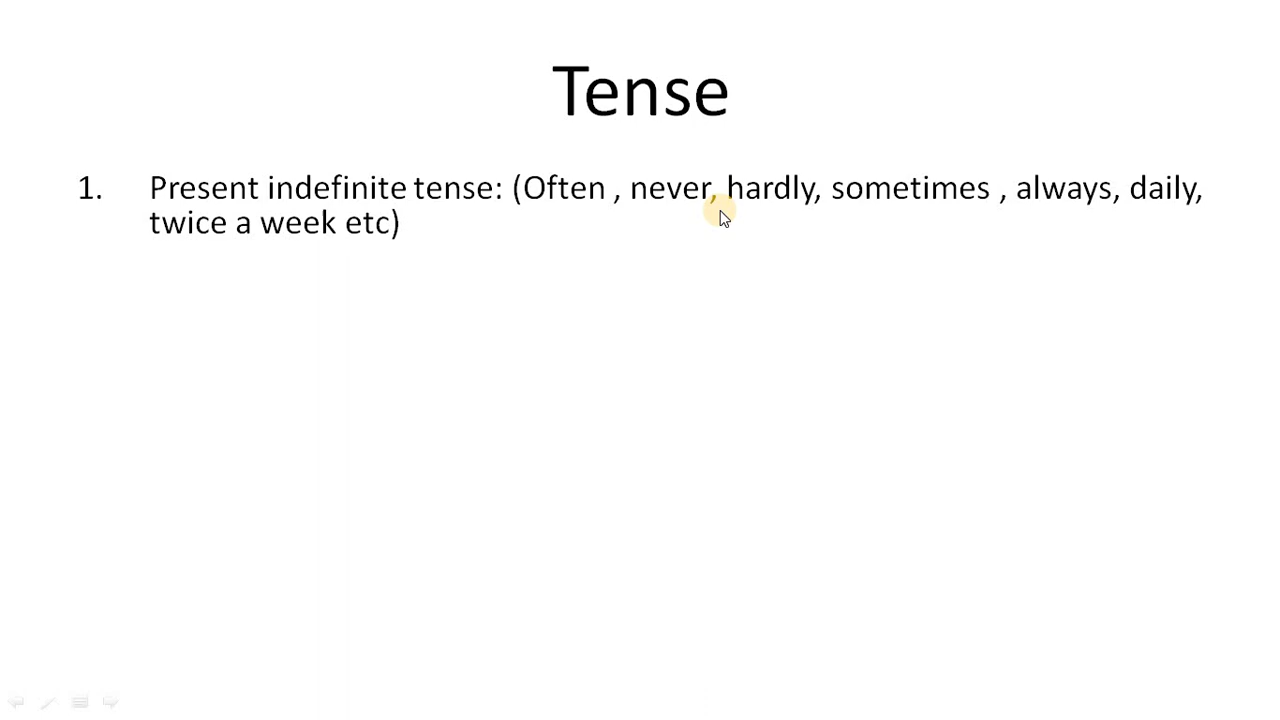 Tense
1. Present indefinite tense: (Often , never, hardly, sometimes , always, daily,
twice a week etc)